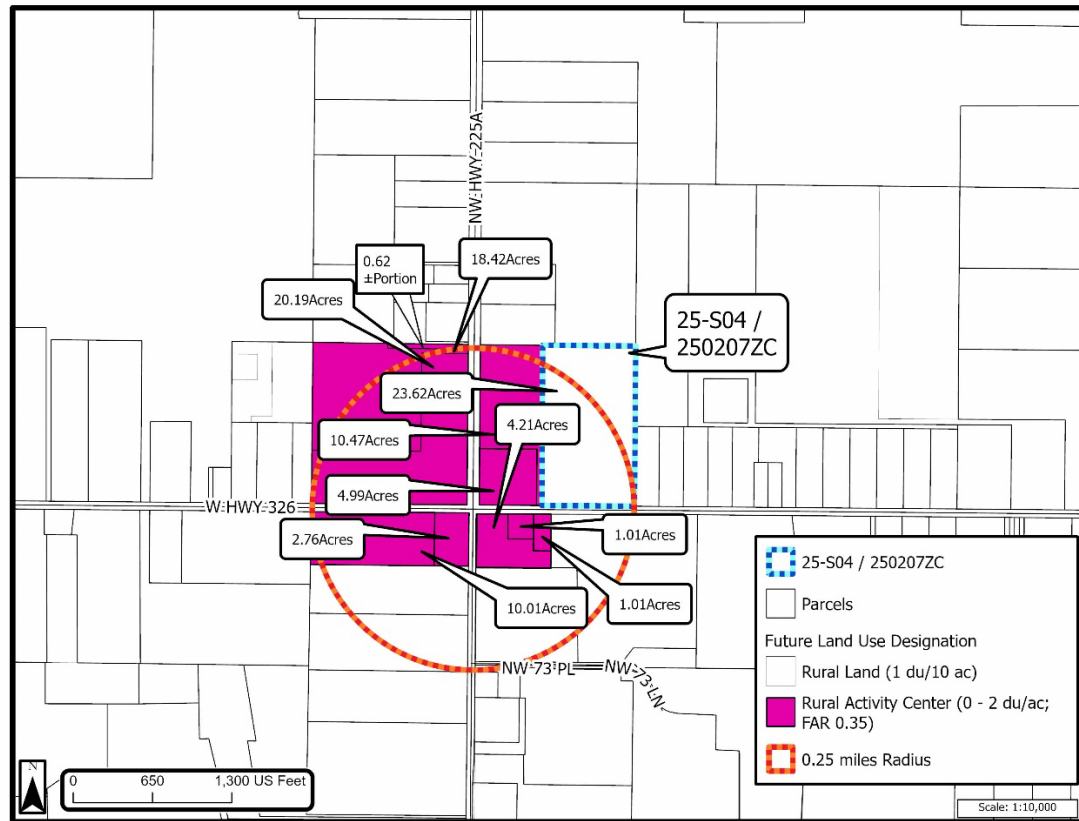 NW HWY 225A
0.62
±Portion
18.42Acres
20.19Acres
25-S04 /
250207ZC
23.62Acres
4.21Acres
10.47Acres
4.99Acres
W HWY 326
2.76Acres
1.01Acres
10.01Acres
1.01Acres
NW 73 PL
NW 73 LN
25-S04 / 250207ZC
Parcels
Future Land Use Designation
Rural Land (1 du/10 ac)
Rural Activity Center (0 - 2 du/ac;
FAR 0.35)
0.25 miles Radius
N
0 650 1,300 US Feet
Scale: 1:10,000